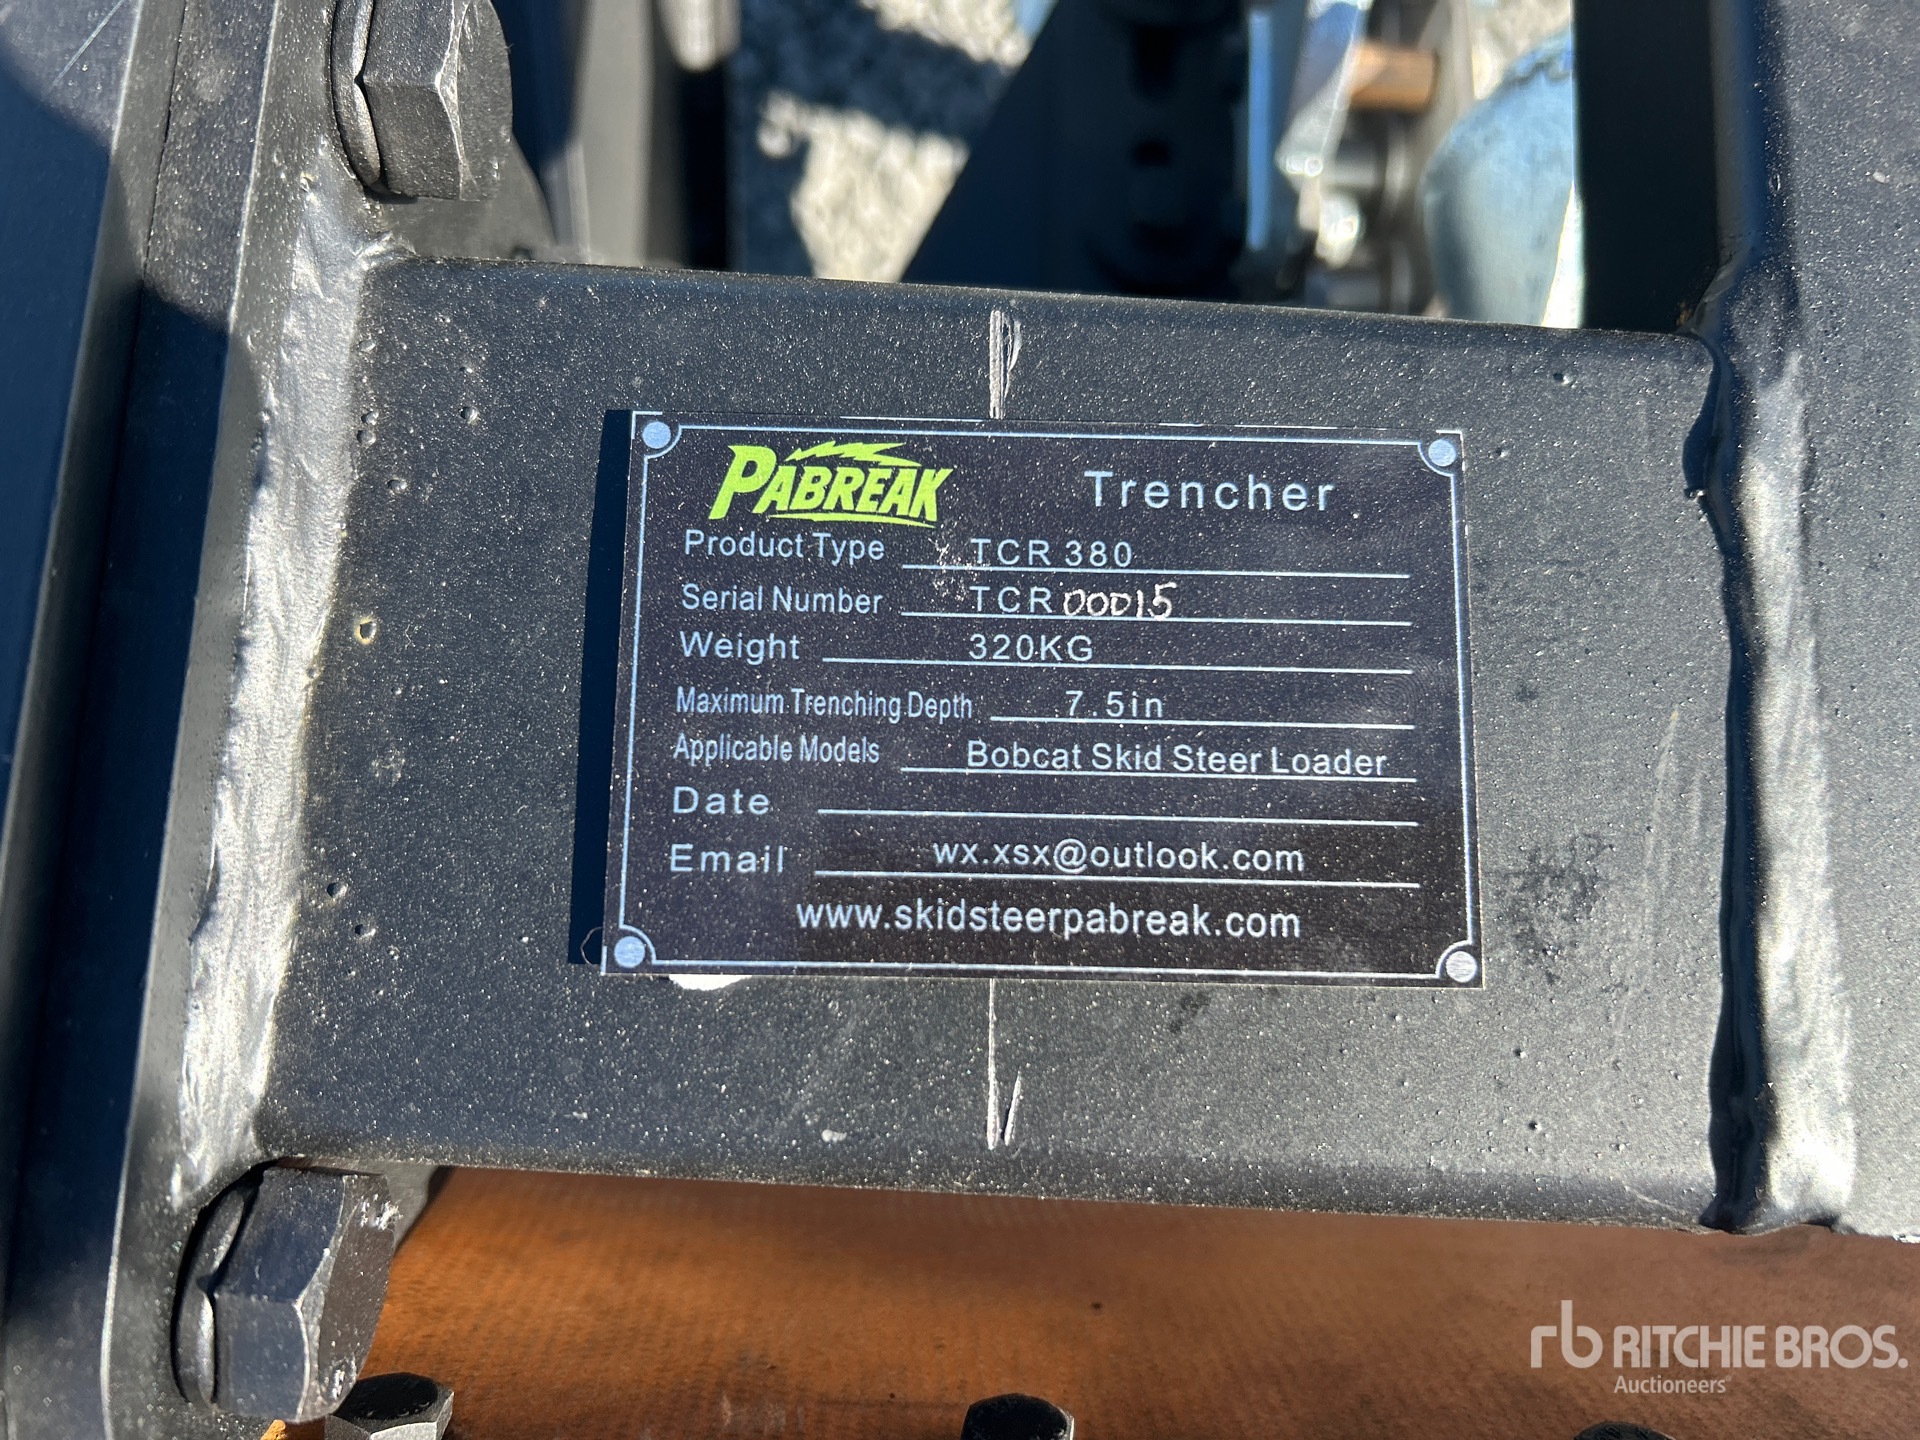 PABREAK Trencher
Product Type TCR 380
Serial Number TCR 00015
Weight 320KG
Maximum Trenching Depth 7.5in
Applicable Models Bobcat Skid Steer Loader
Date
Email wx.xsx@outlook.com
www.skidsteerpabreak.com
rb RITCHIE BROS.
Auctioneers